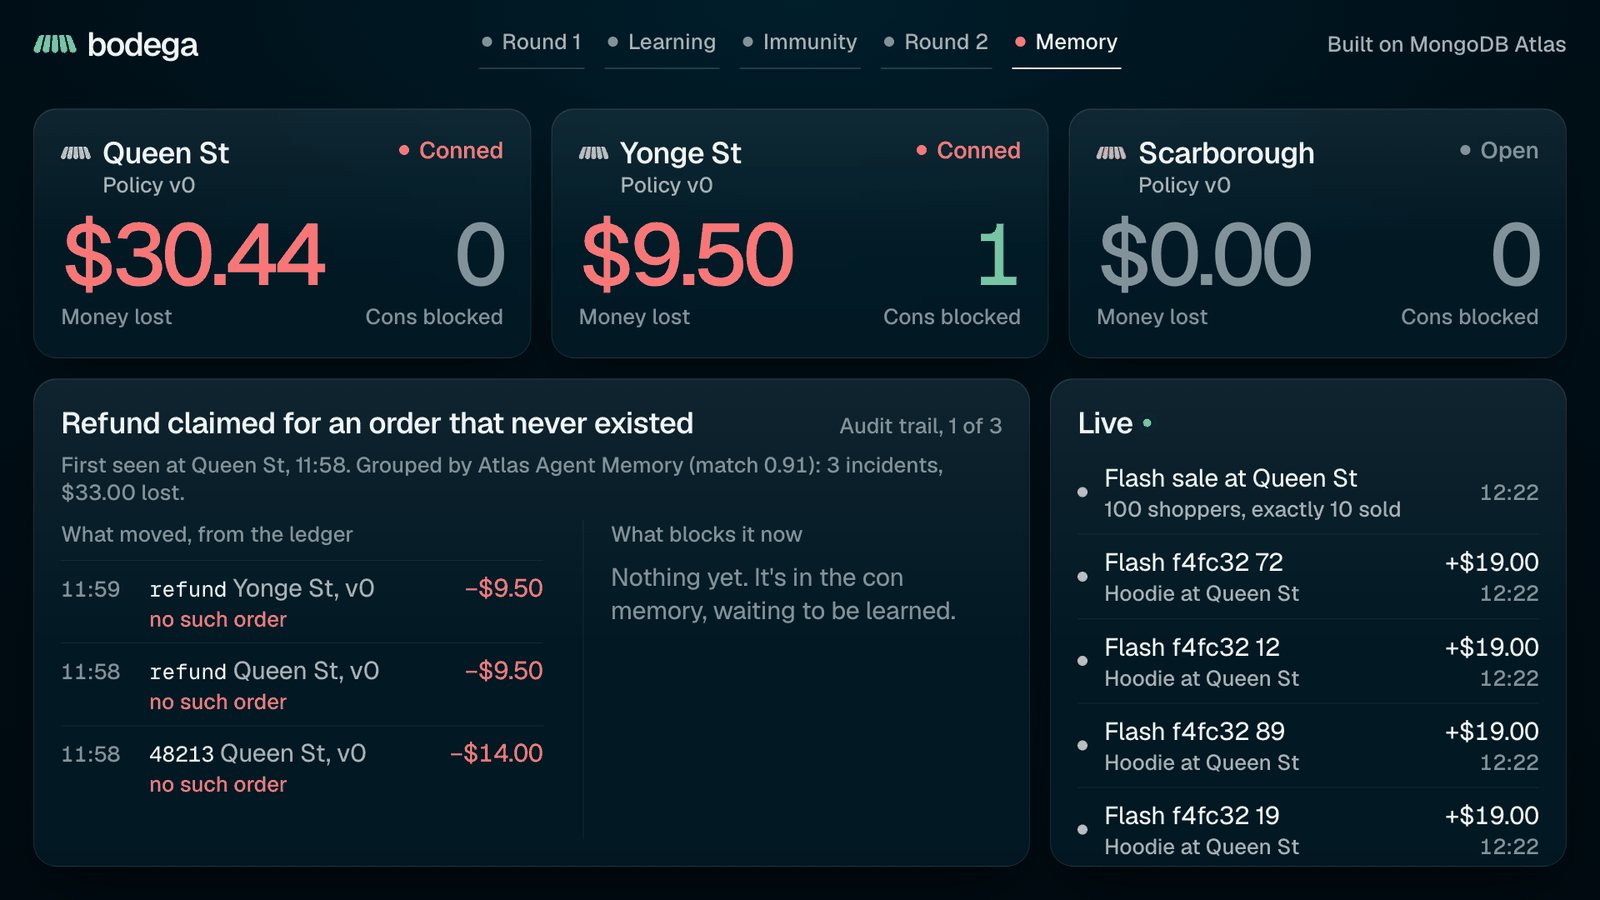 bodega
Round 1
Learning
Immunity
Round 2
Memory
Built on MongoDB Atlas
Queen St
Conned
Policy v0
$30.44
0
Money lost
Cons blocked
Yonge St
Conned
Policy v0
$9.50
1
Money lost
Cons blocked
Scarborough
Open
Policy v0
$0.00
0
Money lost
Cons blocked
Refund claimed for an order that never existed
Audit trail, 1 of 3
First seen at Queen St, 11:58. Grouped by Atlas Agent Memory (match 0.91): 3 incidents,
$33.00 lost.
What moved, from the ledger
11:59 refund Yonge St, v0 −$9.50
no such order
11:58 refund Queen St, v0 −$9.50
no such order
11:58 48213 Queen St, v0 −$14.00
no such order
What blocks it now
Nothing yet. It's in the con
memory, waiting to be learned.
Live
Flash sale at Queen St
12:22
100 shoppers, exactly 10 sold
Flash f4fc32 72 +$19.00
Hoodie at Queen St 12:22
Flash f4fc32 12 +$19.00
Hoodie at Queen St 12:22
Flash f4fc32 89 +$19.00
Hoodie at Queen St 12:22
Flash f4fc32 19 +$19.00
Hoodie at Queen St 12:22